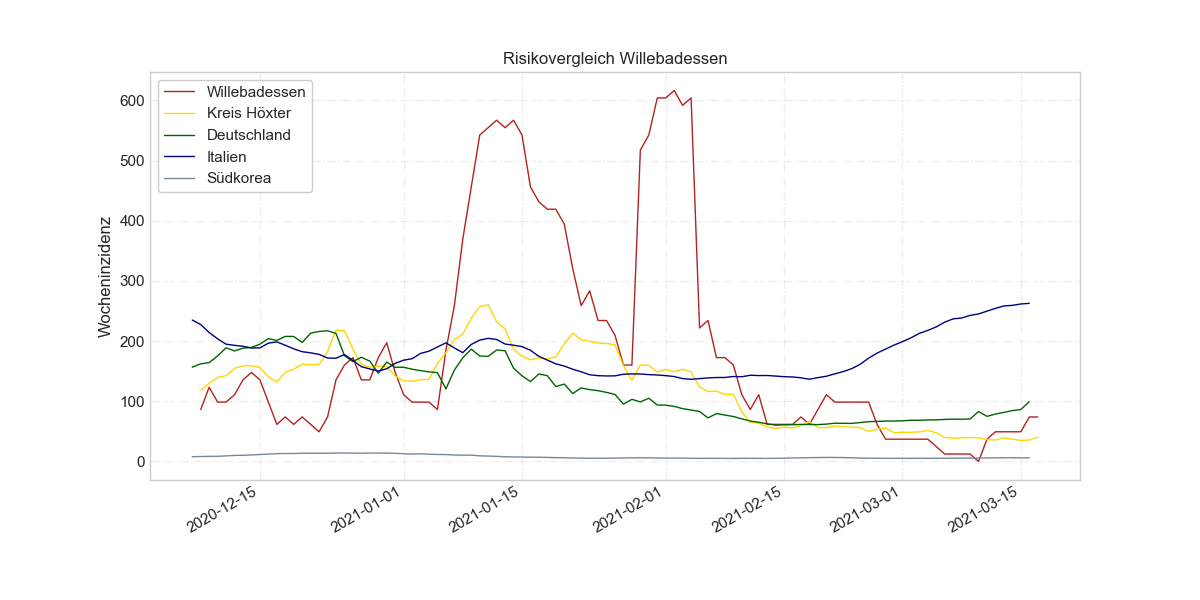 Risikovergleich Willebadessen
Willebadessen
Kreis Höxter
Deutschland
Italien
Südkorea
Wocheninzidenz
600
500
400
300
200
100
0
2020-12-15
2021-01-01
2021-01-15
2021-02-01
2021-02-15
2021-03-01
2021-03-15